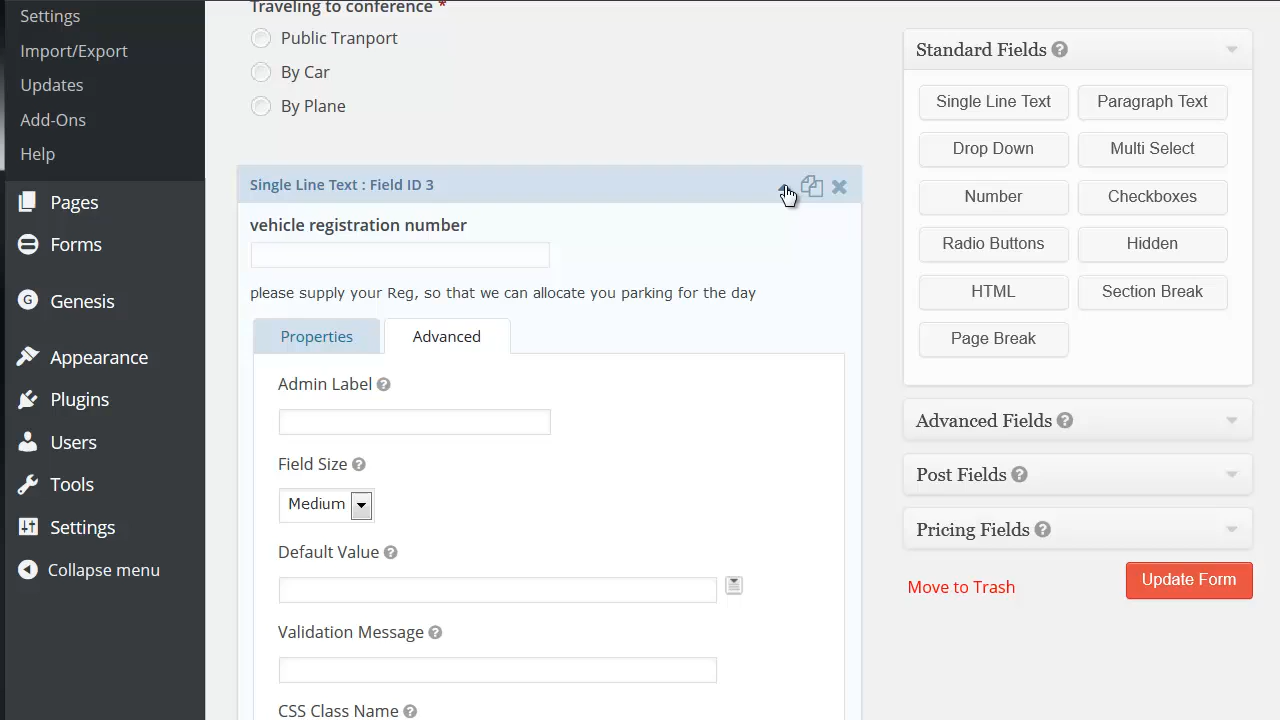 Settings
Import/Export
Updates
Add-Ons
Help
Pages
Forms
Genesis
Appearance
Plugins
Users
Tools
Settings
Collapse menu
Traveling to conference *
Public Tranport
By Car
By Plane
Single Line Text : Field ID 3
vehicle registration number
please supply your Reg, so that we can allocate you parking for the day
Properties
Advanced
Admin Label ?
Field Size ?
Medium
Default Value ?
Validation Message ?
CSS Class Name ?
Standard Fields ?
Single Line Text
Paragraph Text
Drop Down
Multi Select
Number
Checkboxes
Radio Buttons
Hidden
HTML
Section Break
Page Break
Advanced Fields ?
Post Fields ?
Pricing Fields ?
Move to Trash
Update Form